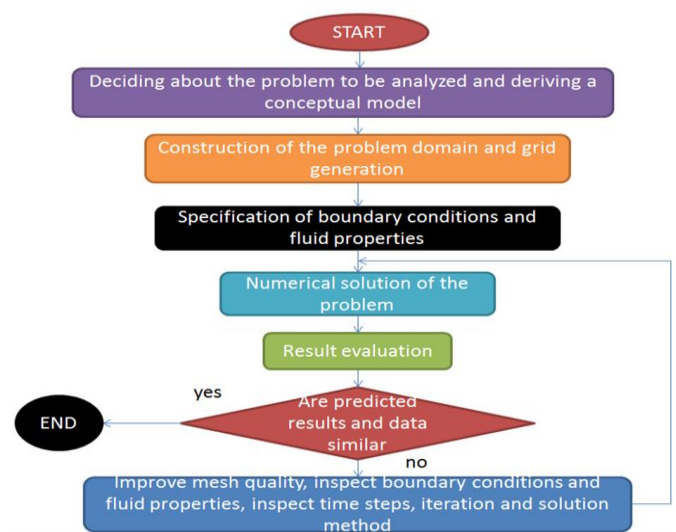 START
Deciding about the problem to be analyzed and deriving a
conceptual model
Construction of the problem domain and grid
generation
Specification of boundary conditions and
fluid properties
Numerical solution of the
problem
Result evaluation
yes
Are predicted
results and data
similar
END
no
Improve mesh quality, inspect boundary conditions and
fluid properties, inspect time steps, iteration and solution
method